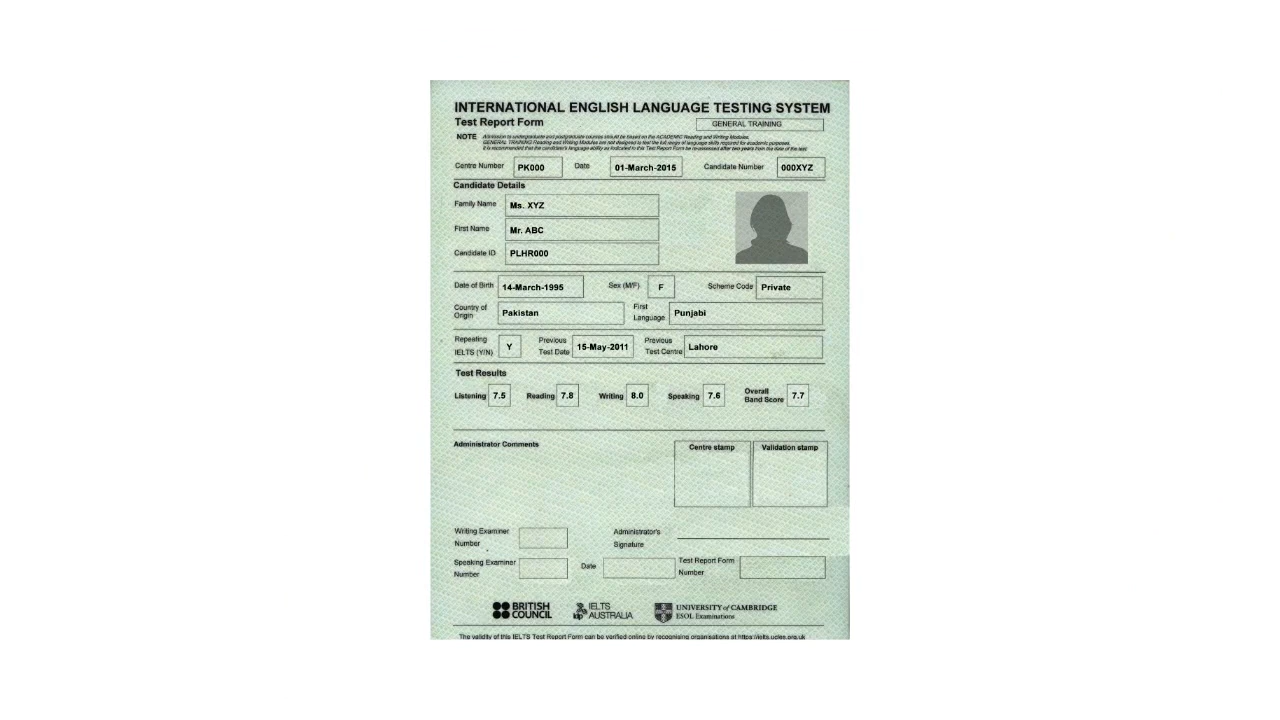 INTERNATIONAL ENGLISH LANGUAGE TESTING SYSTEM
Test Report Form GENERAL TRAINING
NOTE Admission to undergraduate and postgraduate courses should be based on the ACADEMIC Reading and Writing Modules.
GENERAL TRAINING Reading and Writing Modules are not designed to test the full range of language skills required for academic purposes.
It is recommended that the candidate's language ability as indicated in this Test Report Form be re-assessed after two years from the date of the test.
Centre Number PK000 Date 01-March-2015 Candidate Number 000XYZ
Candidate Details
Family Name Ms. XYZ
First Name Mr. ABC
Candidate ID PLHR000
Date of Birth 14-March-1995 Sex (M/F) F Scheme Code Private
Country of Origin Pakistan First Language Punjabi
Repeating IELTS (Y/N) Y Previous Test Date 15-May-2011 Previous Test Centre Lahore
Test Results
Listening 7.5 Reading 7.8 Writing 8.0 Speaking 7.6 Overall Band Score 7.7
Administrator Comments Centre stamp Validation stamp
Writing Examiner Number Administrator's Signature
Speaking Examiner Number Date Test Report Form Number
BRITISH COUNCIL idp IELTS AUSTRALIA UNIVERSITY of CAMBRIDGE ESOL Examinations
The validity of this IELTS Test Report Form can be verified online by recognising organisations at https://ielts.ucles.org.uk